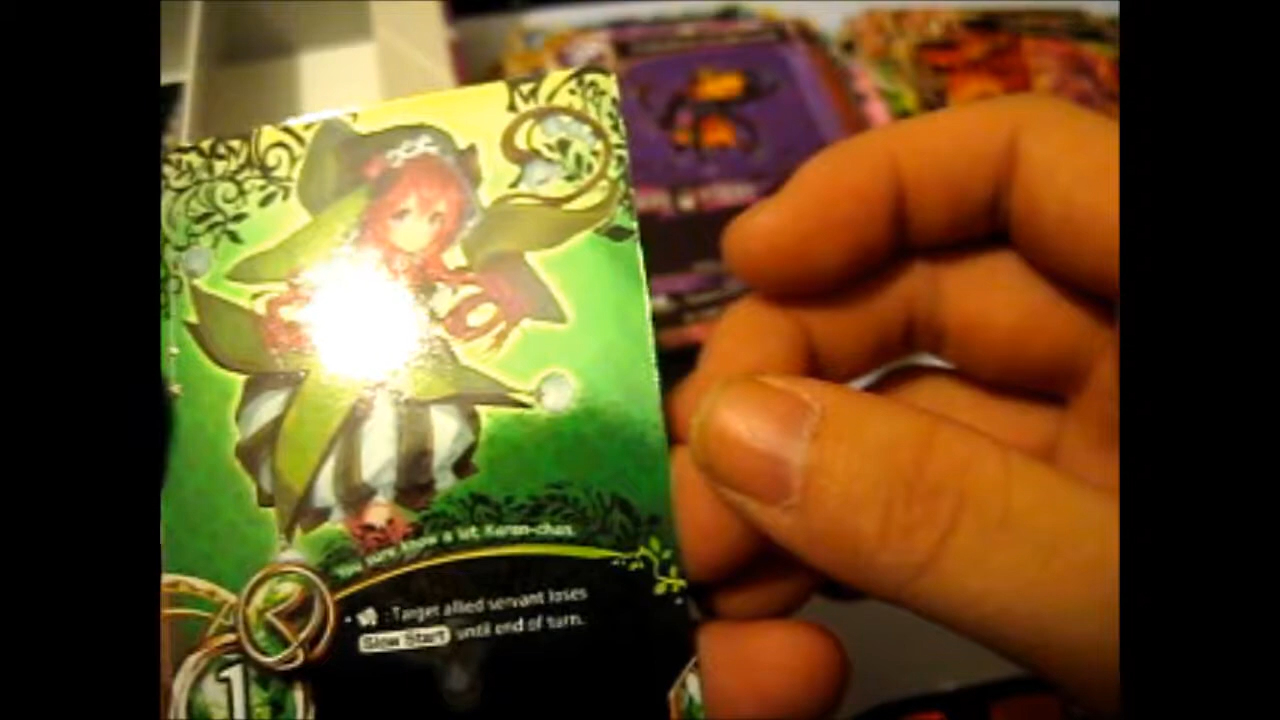 You sure know a lot, Karen-chan.
: Target allied servant loses
Slow Start until end of turn.
1